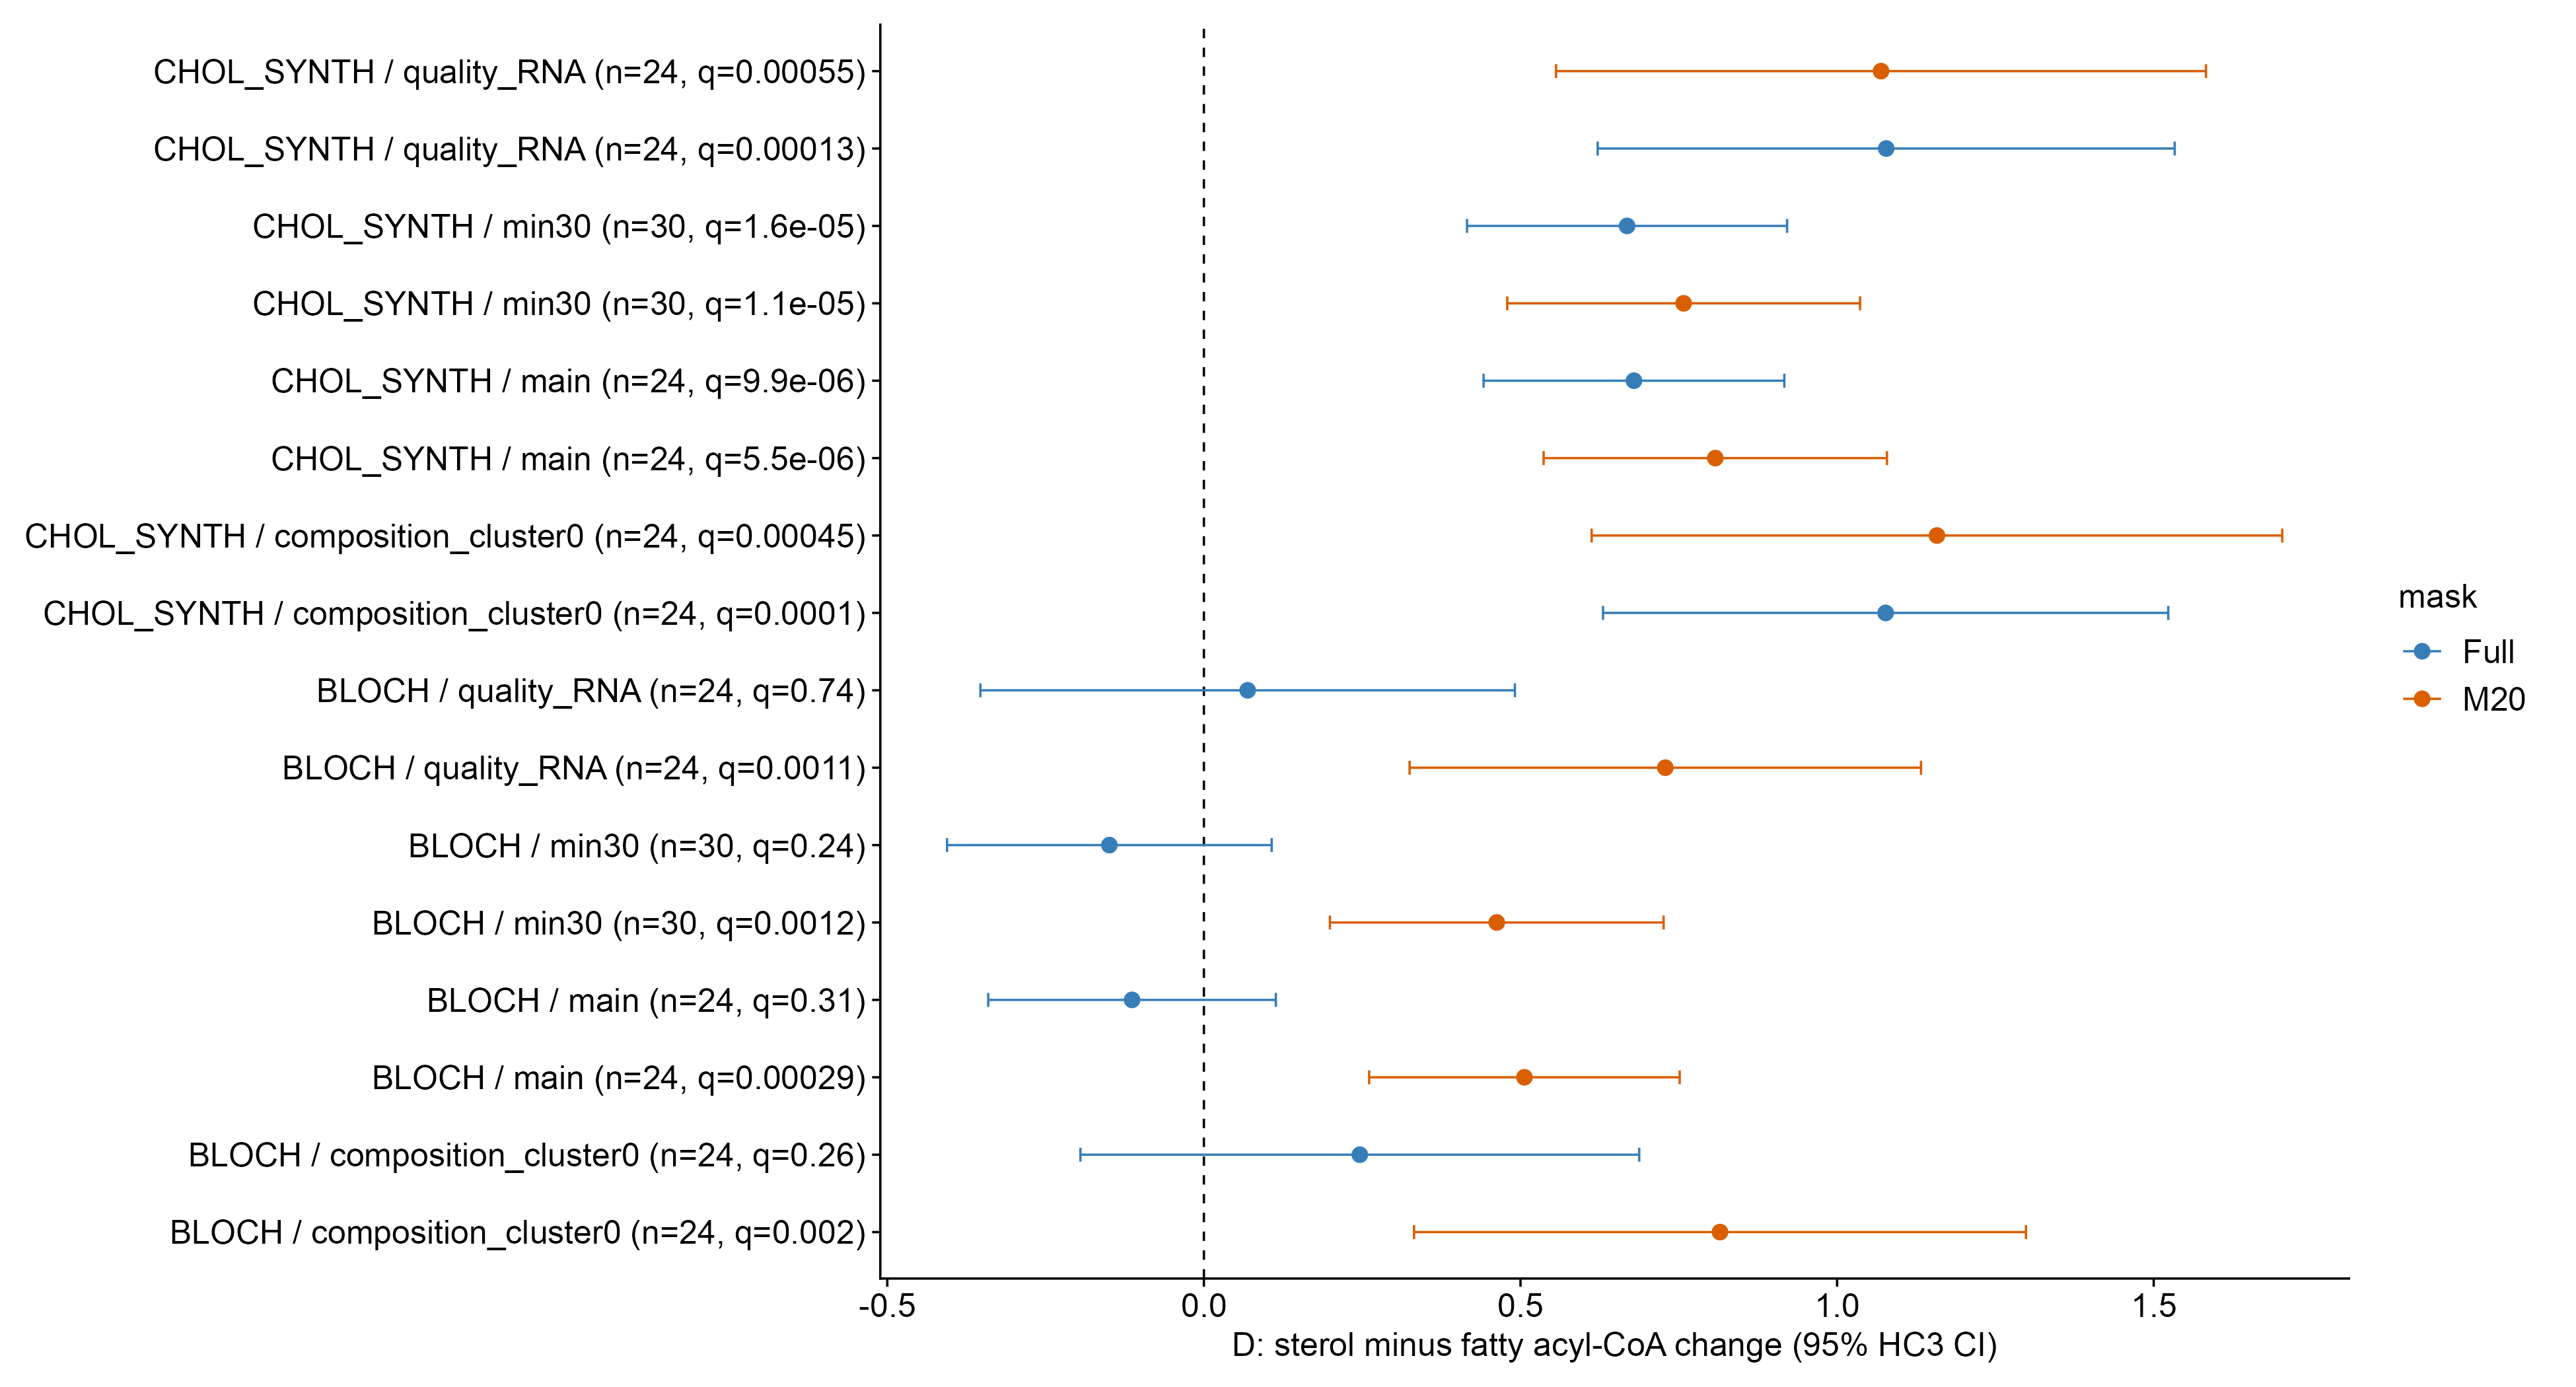 CHOL_SYNTH / quality_RNA (n=24, q=0.00055)
CHOL_SYNTH / quality_RNA (n=24, q=0.00013)
CHOL_SYNTH / min30 (n=30, q=1.6e-05)
CHOL_SYNTH / min30 (n=30, q=1.1e-05)
CHOL_SYNTH / main (n=24, q=9.9e-06)
CHOL_SYNTH / main (n=24, q=5.5e-06)
CHOL_SYNTH / composition_cluster0 (n=24, q=0.00045)
CHOL_SYNTH / composition_cluster0 (n=24, q=0.0001)
BLOCH / quality_RNA (n=24, q=0.74)
BLOCH / quality_RNA (n=24, q=0.0011)
BLOCH / min30 (n=30, q=0.24)
BLOCH / min30 (n=30, q=0.0012)
BLOCH / main (n=24, q=0.31)
BLOCH / main (n=24, q=0.00029)
BLOCH / composition_cluster0 (n=24, q=0.26)
BLOCH / composition_cluster0 (n=24, q=0.002)
-0.5 0.0 0.5 1.0 1.5
D: sterol minus fatty acyl-CoA change (95% HC3 CI)
mask
Full
M20